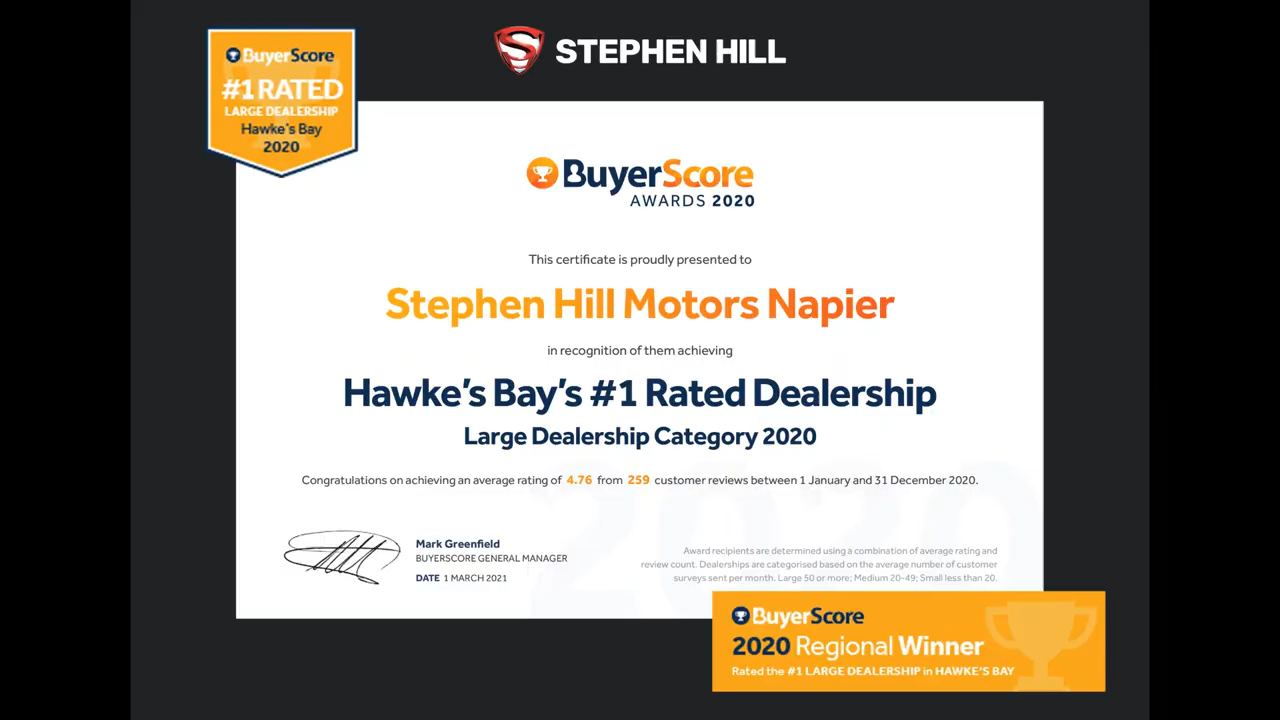 BuyerScore
#1 RATED
LARGE DEALERSHIP
Hawke's Bay
2020
STEPHEN HILL
BuyerScore
AWARDS 2020
This certificate is proudly presented to
Stephen Hill Motors Napier
in recognition of them achieving
Hawke's Bay's #1 Rated Dealership
Large Dealership Category 2020
Congratulations on achieving an average rating of 4.76 from 259 customer reviews between 1 January and 31 December 2020.
2020
Mark Greenfield
BUYERSCORE GENERAL MANAGER
DATE 1 MARCH 2021
Award recipients are determined using a combination of average rating and
review count. Dealerships are categorised based on the average number of customer
surveys sent per month. Large 50 or more; Medium 20-49; Small less than 20.
BuyerScore
2020 Regional Winner
Rated the #1 LARGE DEALERSHIP in HAWKE'S BAY